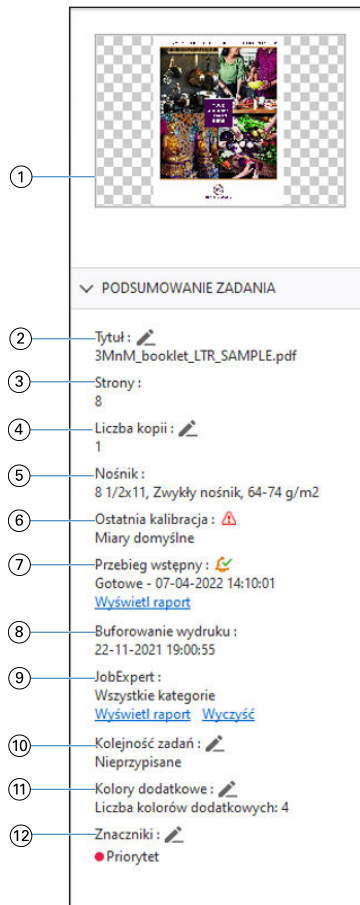 1
PODSUMOWANIE ZADANIA
2 Tytuł :
3MnM_booklet_LTR_SAMPLE.pdf
3 Strony :
8
4 Liczba kopii :
1
5 Nośnik :
8 1/2x11, Zwykły nośnik, 64-74 g/m2
6 Ostatnia kalibracja :
Miary domyślne
7 Przebieg wstępny :
Gotowe - 07-04-2022 14:10:01
Wyświetl raport
8 Buforowanie wydruku :
22-11-2021 19:00:55
9 JobExpert :
Wszystkie kategorie
Wyświetl raport Wyczyść
10 Kolejność zadań :
Nieprzypisane
11 Kolory dodatkowe :
Liczba kolorów dodatkowych: 4
12 Znaczniki :
Priorytet